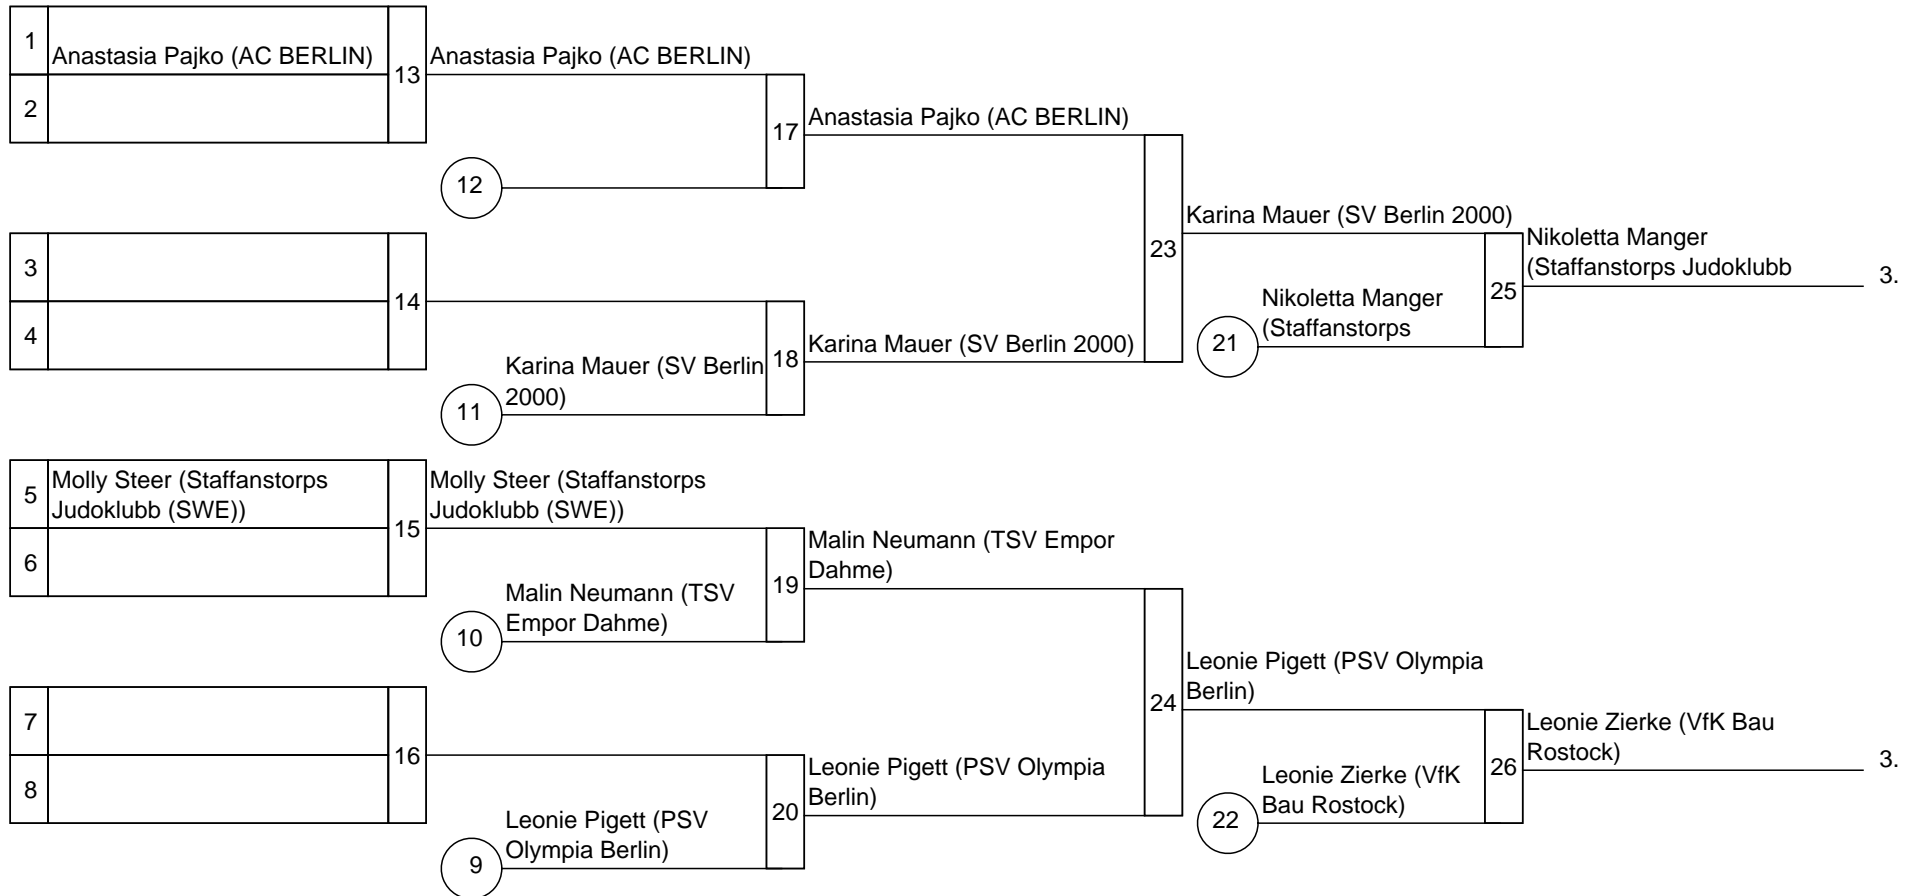 1
Anastasia Pajko (AC BERLIN)
13
Anastasia Pajko (AC BERLIN)
2
17
Anastasia Pajko (AC BERLIN)
12
23
Karina Mauer (SV Berlin 2000)
3
14
4
Karina Mauer (SV Berlin
2000)
11
18
Karina Mauer (SV Berlin 2000)
Nikoletta Manger
(Staffanstorps
21
25
Nikoletta Manger
(Staffanstorps Judoklubb
3.
5
Molly Steer (Staffanstorps
Judoklubb (SWE))
15
Molly Steer (Staffanstorps
Judoklubb (SWE))
6
Malin Neumann (TSV
Empor Dahme)
10
19
Malin Neumann (TSV Empor
Dahme)
24
Leonie Pigett (PSV Olympia
Berlin)
7
16
8
Leonie Pigett (PSV
Olympia Berlin)
9
20
Leonie Pigett (PSV Olympia
Berlin)
Leonie Zierke (VfK
Bau Rostock)
22
26
Leonie Zierke (VfK Bau
Rostock)
3.